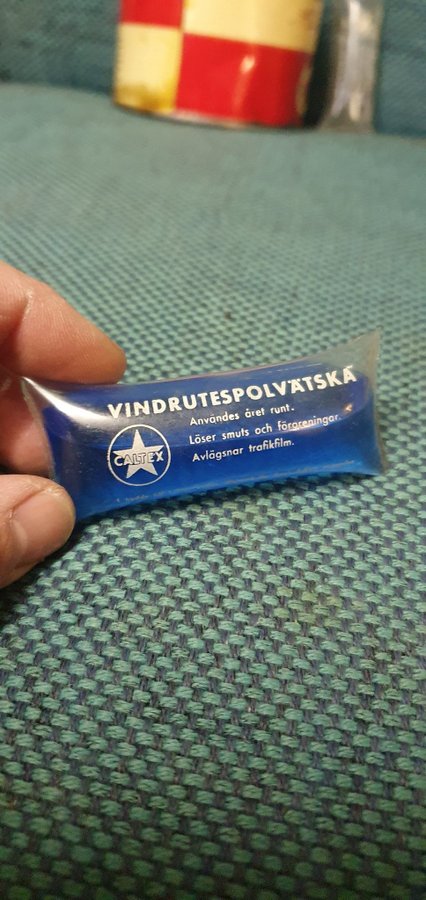 VINDRUTESPOLVÄTSKA
Användes året runt.
Löser smuts och föroreningar.
Avlägsnar trafikfilm.
CALTEX